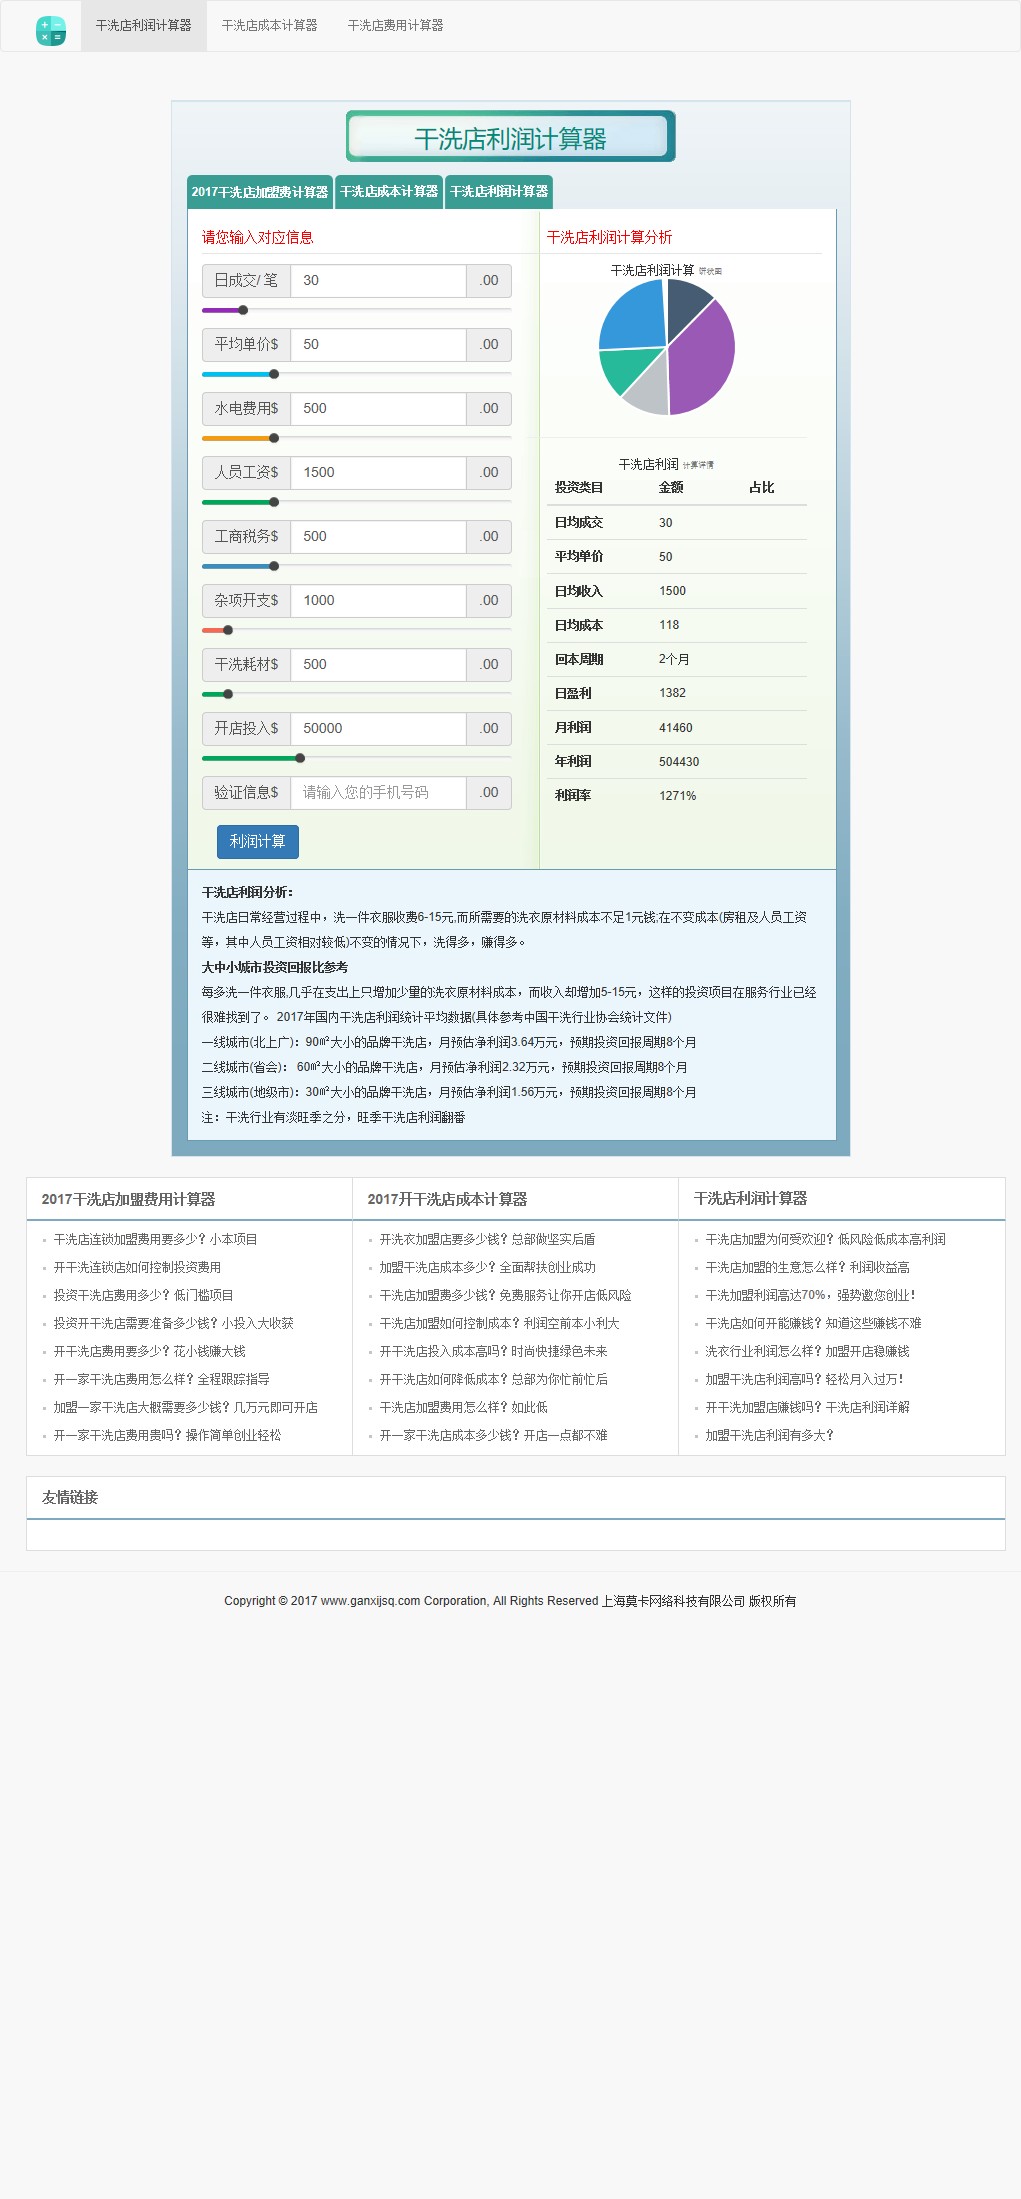 干洗店利润计算器 干洗店成本计算器 干洗店费用计算器
干洗店利润计算器
2017干洗店加盟费计算器 干洗店成本计算器 干洗店利润计算器
请您输入对应信息
日成交/ 笔 30 .00
平均单价$ 50 .00
水电费用$ 500 .00
人员工资$ 1500 .00
工商税务$ 500 .00
杂项开支$ 1000 .00
干洗耗材$ 500 .00
开店投入$ 50000 .00
验证信息$ 请输入您的手机号码 .00
利润计算
干洗店利润计算分析
干洗店利润计算 饼状图
干洗店利润 计算详情
投资类目 金额 占比
日均成交 30
平均单价 50
日均收入 1500
日均成本 118
回本周期 2个月
日盈利 1382
月利润 41460
年利润 504430
利润率 1271%
干洗店利润分析：
干洗店日常经营过程中，洗一件衣服收费6-15元,而所需要的洗衣原材料成本不足1元钱;在不变成本(房租及人员工资
等，其中人员工资相对较低)不变的情况下，洗得多，赚得多。
大中小城市投资回报比参考
每多洗一件衣服,几乎在支出上只增加少量的洗衣原材料成本，而收入却增加5-15元，这样的投资项目在服务行业已经
很难找到了。 2017年国内干洗店利润统计平均数据(具体参考中国干洗行业协会统计文件)
一线城市(北上广)：90㎡大小的品牌干洗店，月预估净利润3.64万元，预期投资回报周期8个月
二线城市(省会)： 60㎡大小的品牌干洗店，月预估净利润2.32万元，预期投资回报周期8个月
三线城市(地级市)：30㎡大小的品牌干洗店，月预估净利润1.56万元，预期投资回报周期8个月
注：干洗行业有淡旺季之分，旺季干洗店利润翻番
2017干洗店加盟费用计算器
干洗店连锁加盟费用要多少？小本项目
开干洗连锁店如何控制投资费用
投资干洗店费用多少？低门槛项目
投资开干洗店需要准备多少钱？小投入大收获
开干洗店费用要多少？花小钱赚大钱
开一家干洗店费用怎么样？全程跟踪指导
加盟一家干洗店大概需要多少钱？几万元即可开店
开一家干洗店费用贵吗？操作简单创业轻松
2017开干洗店成本计算器
开洗衣加盟店要多少钱？总部做坚实后盾
加盟干洗店成本多少？全面帮扶创业成功
干洗店加盟费多少钱？免费服务让你开店低风险
干洗店加盟如何控制成本？利润空前本小利大
开干洗店投入成本高吗？时尚快捷绿色未来
开干洗店如何降低成本？总部为你忙前忙后
干洗店加盟费用怎么样？如此低
开一家干洗店成本多少钱？开店一点都不难
干洗店利润计算器
干洗店加盟为何受欢迎？低风险低成本高利润
干洗店加盟的生意怎么样？利润收益高
干洗加盟利润高达70%，强势邀您创业！
干洗店如何开能赚钱？知道这些赚钱不难
洗衣行业利润怎么样？加盟开店稳赚钱
加盟干洗店利润高吗？轻松月入过万！
开干洗加盟店赚钱吗？干洗店利润详解
加盟干洗店利润有多大？
友情链接
Copyright © 2017 www.ganxijsq.com Corporation, All Rights Reserved 上海莫卡网络科技有限公司 版权所有